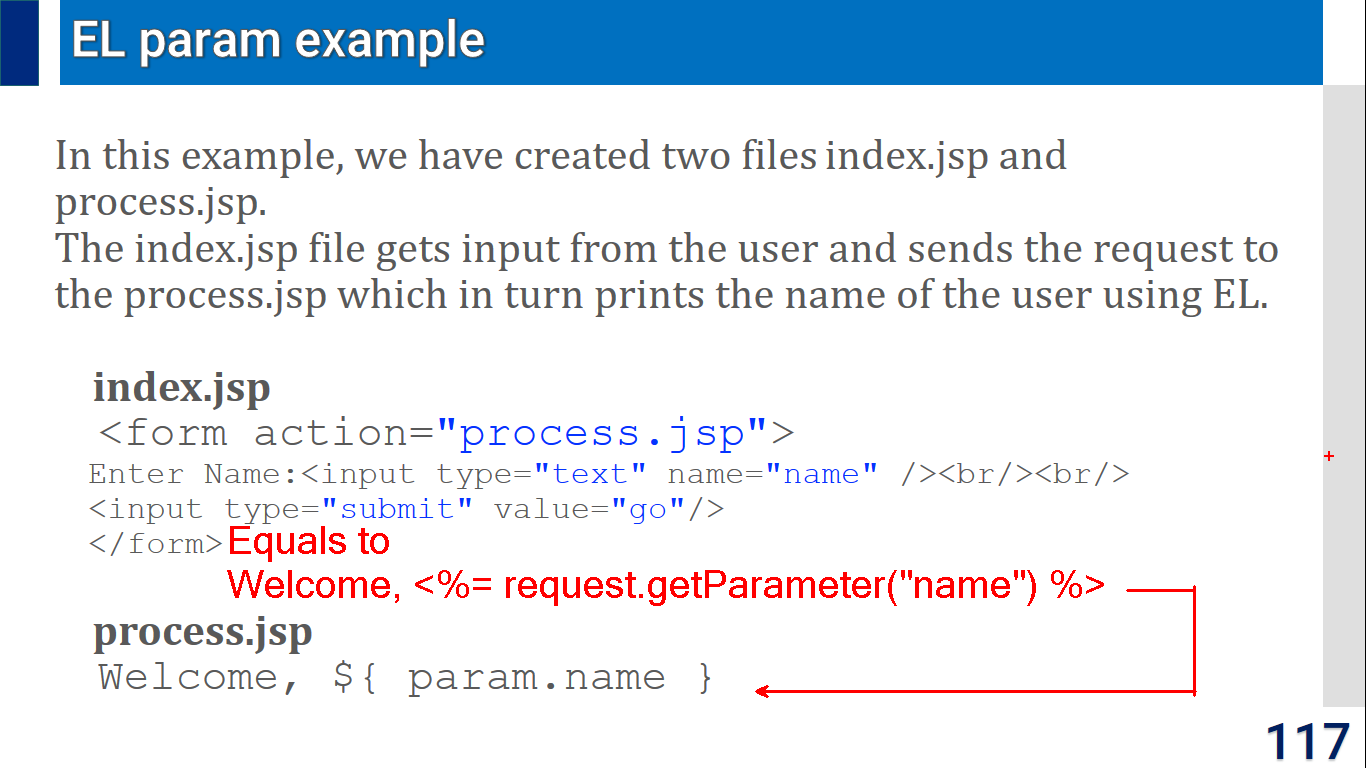 EL param example
In this example, we have created two files index.jsp and
process.jsp.
The index.jsp file gets input from the user and sends the request to
the process.jsp which in turn prints the name of the user using EL.
index.jsp
<form action="process.jsp">
Enter Name:<input type="text" name="name" /><br/><br/>
<input type="submit" value="go"/>
</form>
Equals to
Welcome, <%= request.getParameter("name") %>
process.jsp
Welcome, ${ param.name }
117